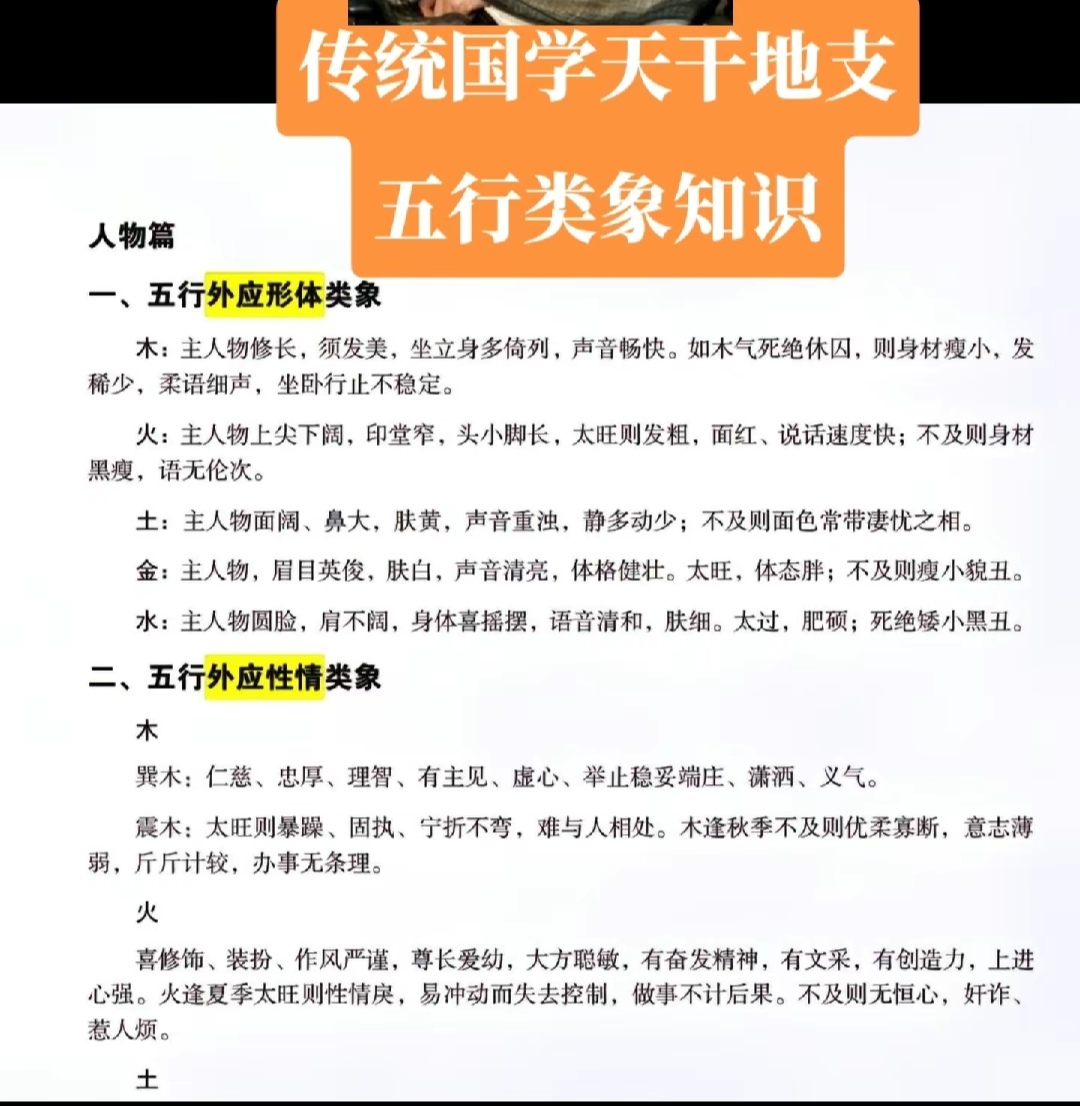 传统国学天干地支
五行类象知识
人物篇
一、五行外应形体类象
木：主人物修长，须发美，坐立身多倚列，声音畅快。如木气死绝休囚，则身材瘦小，发
稀少，柔语细声，坐卧行止不稳定。
火：主人物上尖下阔，印堂窄，头小脚长，太旺则发粗，面红、说话速度快；不及则身材
黑瘦，语无伦次。
土：主人物面阔、鼻大，肤黄，声音重浊，静多动少；不及则面色常带凄忧之相。
金：主人物，眉目英俊，肤白，声音清亮，体格健壮。太旺，体态胖；不及则瘦小貌丑。
水：主人物圆脸，肩不阔，身体喜摇摆，语音清和，肤细。太过，肥硕；死绝矮小黑丑。
二、五行外应性情类象
木
巽木：仁慈、忠厚、理智、有主见、虚心、举止稳妥端庄、潇洒、义气。
震木：太旺则暴躁、固执、宁折不弯，难与人相处。木逢秋季不及则优柔寡断，意志薄
弱，斤斤计较，办事无条理。
火
喜修饰、装扮、作风严谨，尊长爱幼，大方聪敏，有奋发精神，有文采，有创造力，上进
心强。火逢夏季太旺则性情戾，易冲动而失去控制，做事不计后果。不及则无恒心，奸诈、
惹人烦。
土